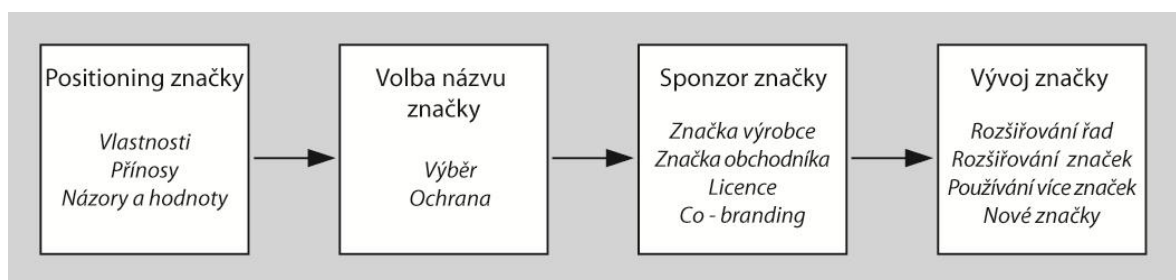 Positioning značky
Vlastnosti
Přínosy
Názory a hodnoty
Volba názvu
značky
Výběr
Ochrana
Sponzor značky
Značka výrobce
Značka obchodníka
Licence
Co - branding
Vývoj značky
Rozšiřování řad
Rozšiřování značek
Používání více značek
Nové značky